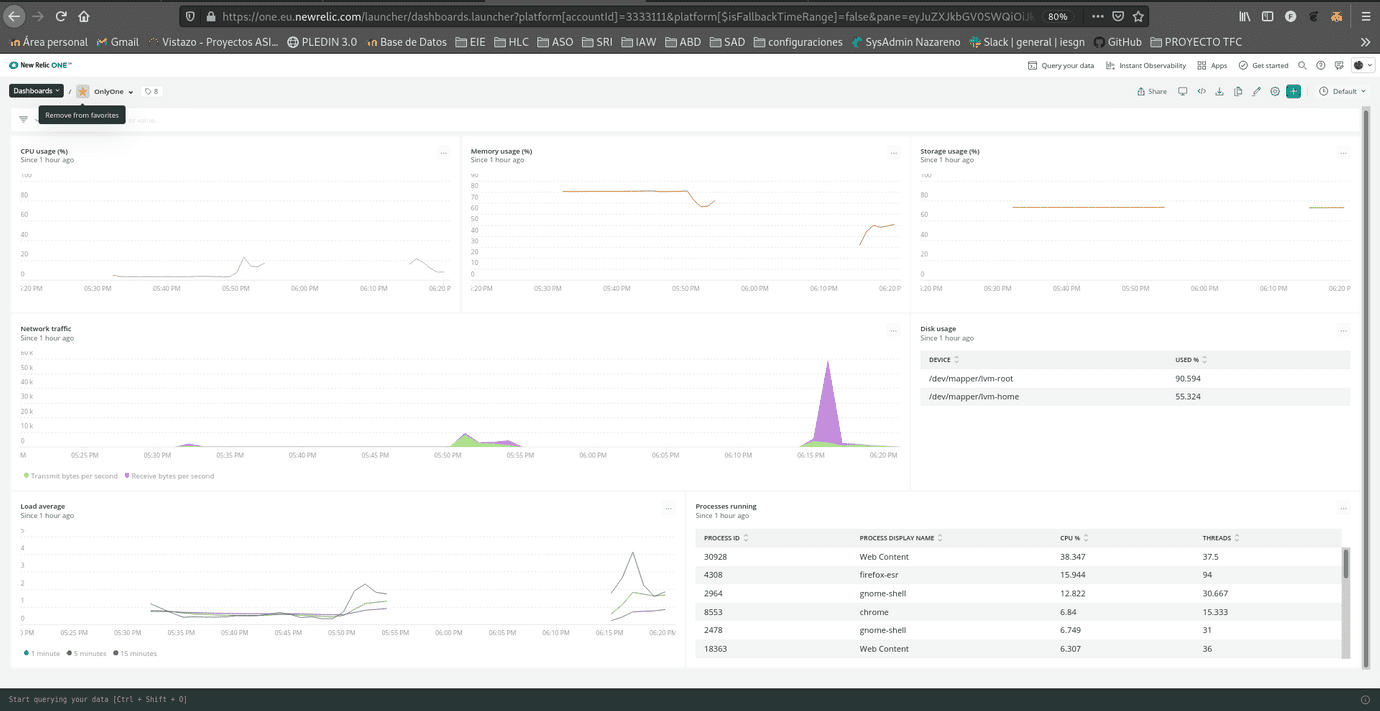 https://one.eu.newrelic.com/launcher/dashboards.launcher?platform[accountId]=3333111&platform[$isFallbackTimeRange]=false&pane=eyJuZXJkbGV0SWQiOiJk 80%
Área personal Gmail Vistazo - Proyectos ASI... PLEDIN 3.0 Base de Datos EIE HLC ASO SRI IAW ABD SAD configuraciones SysAdmin Nazareno Slack | general | iesgn GitHub PROYECTO TFC
New Relic ONE™ Query your data Instant Observability Apps Get started
Dashboards / OnlyOne 8 Share Default
Remove from favorites
CPU usage (%)
Since 1 hour ago
100
80
60
40
20
0
:20 PM 05:30 PM 05:40 PM 05:50 PM 06:00 PM 06:10 PM 06:20 P
Memory usage (%)
Since 1 hour ago
90
80
70
60
50
40
30
20
10
0
:20 PM 05:30 PM 05:40 PM 05:50 PM 06:00 PM 06:10 PM 06:20 P
Storage usage (%)
Since 1 hour ago
100
80
60
40
20
0
:20 PM 05:30 PM 05:40 PM 05:50 PM 06:00 PM 06:10 PM 06:20 P
Network traffic
Since 1 hour ago
60 k
50 k
40 k
30 k
20 k
10 k
0
M 05:25 PM 05:30 PM 05:35 PM 05:40 PM 05:45 PM 05:50 PM 05:55 PM 06:00 PM 06:05 PM 06:10 PM 06:15 PM 06:20 PM
Transmit bytes per second Receive bytes per second
Disk usage
Since 1 hour ago
DEVICE USED %
/dev/mapper/lvm-root 90.594
/dev/mapper/lvm-home 55.324
Load average
Since 1 hour ago
5
4
3
2
1
0
PM 05:25 PM 05:30 PM 05:35 PM 05:40 PM 05:45 PM 05:50 PM 05:55 PM 06:00 PM 06:05 PM 06:10 PM 06:15 PM 06:20 PM
1 minute 5 minutes 15 minutes
Processes running
Since 1 hour ago
PROCESS ID PROCESS DISPLAY NAME CPU % THREADS
30928 Web Content 38.347 37.5
4308 firefox-esr 15.944 94
2964 gnome-shell 12.822 30.667
8553 chrome 6.84 15.333
2478 gnome-shell 6.749 31
18363 Web Content 6.307 36
Start querying your data [Ctrl + Shift + O]